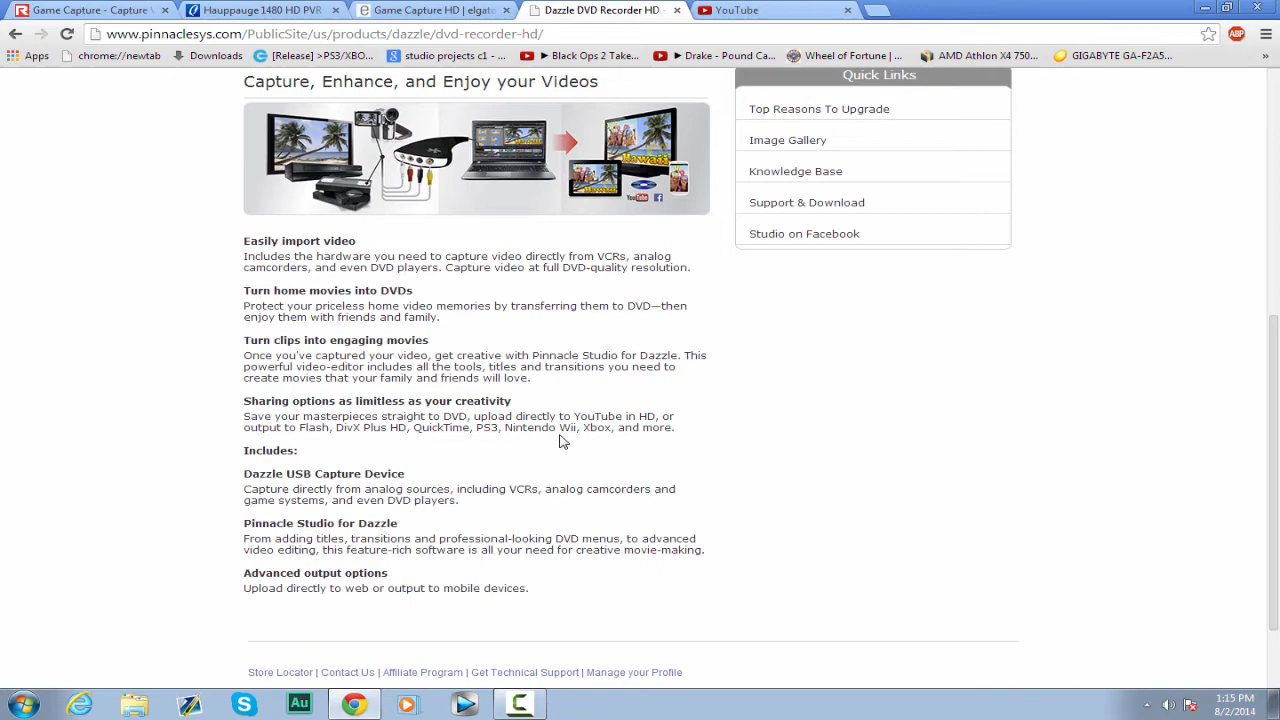 Game Capture - Capture V
Hauppauge 1480 HD PVR
Game Capture HD | elgato
Dazzle DVD Recorder HD -
YouTube
www.pinnaclesys.com/PublicSite/us/products/dazzle/dvd-recorder-hd/
Apps
chrome://newtab
Downloads
[Release] >PS3/XBO...
studio projects c1 - ...
Black Ops 2 Take...
Drake - Pound Ca...
Wheel of Fortune | ...
AMD Athlon X4 750...
GIGABYTE GA-F2A5...
Capture, Enhance, and Enjoy your Videos
Hawaii
YouTube
Easily import video
Includes the hardware you need to capture video directly from VCRs, analog
camcorders, and even DVD players. Capture video at full DVD-quality resolution.
Turn home movies into DVDs
Protect your priceless home video memories by transferring them to DVD—then
enjoy them with friends and family.
Turn clips into engaging movies
Once you've captured your video, get creative with Pinnacle Studio for Dazzle. This
powerful video-editor includes all the tools, titles and transitions you need to
create movies that your family and friends will love.
Sharing options as limitless as your creativity
Save your masterpieces straight to DVD, upload directly to YouTube in HD, or
output to Flash, DivX Plus HD, QuickTime, PS3, Nintendo Wii, Xbox, and more.
Includes:
Dazzle USB Capture Device
Capture directly from analog sources, including VCRs, analog camcorders and
game systems, and even DVD players.
Pinnacle Studio for Dazzle
From adding titles, transitions and professional-looking DVD menus, to advanced
video editing, this feature-rich software is all your need for creative movie-making.
Advanced output options
Upload directly to web or output to mobile devices.
Quick Links
Top Reasons To Upgrade
Image Gallery
Knowledge Base
Support & Download
Studio on Facebook
Store Locator | Contact Us | Affiliate Program | Get Technical Support | Manage your Profile
Au
1:15 PM
8/2/2014